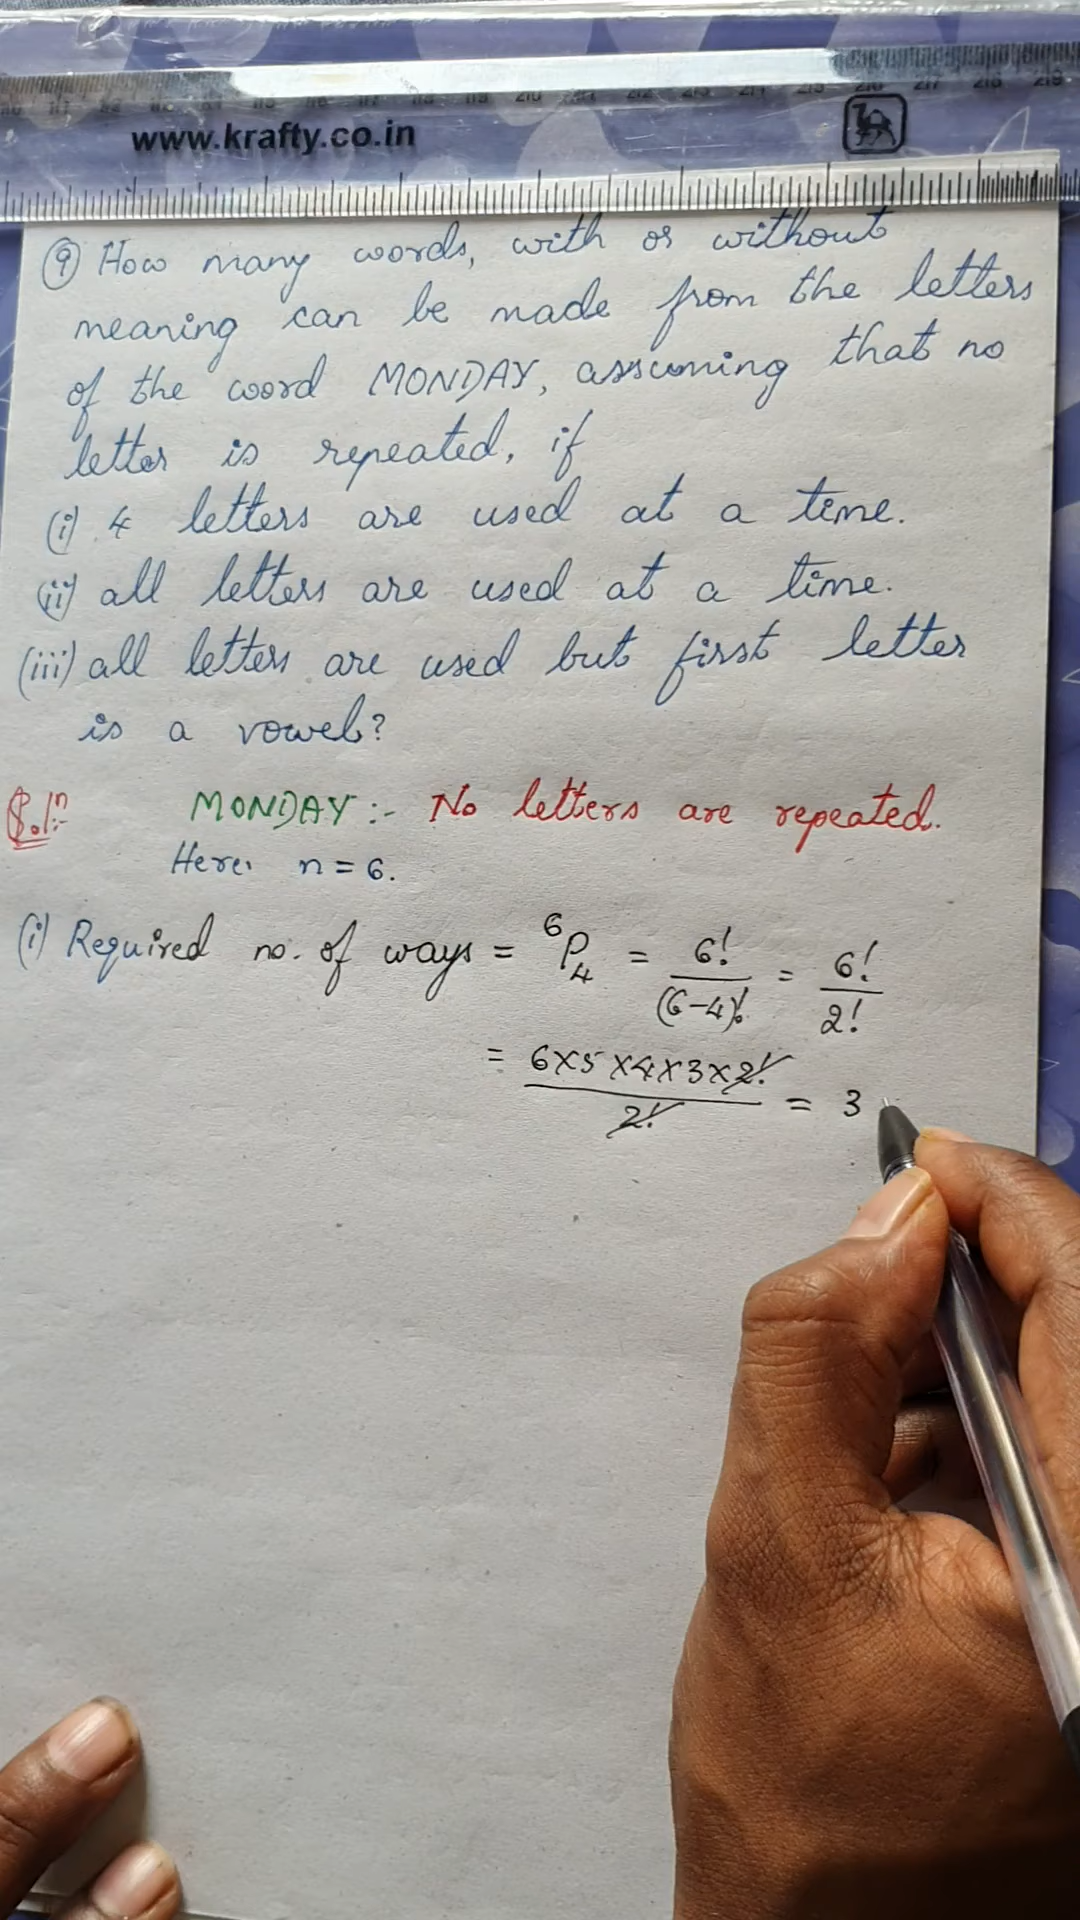 www.krafty.co.in
⑨ How many words, with or without
meaning can be made from the letters
of the word MONDAY, assuming that no
letter is repeated, if
(i) 4 letters are used at a time.
(ii) all letters are used at a time.
(iii) all letters are used but first letter
is a vowel?
Solⁿ:- MONDAY :- No letters are repeated.
Here, n = 6.
(i) Required no. of ways = ⁶P₄ = 6!/(6-4)! = 6!/2!
= 6×5×4×3×2!/2! = 3